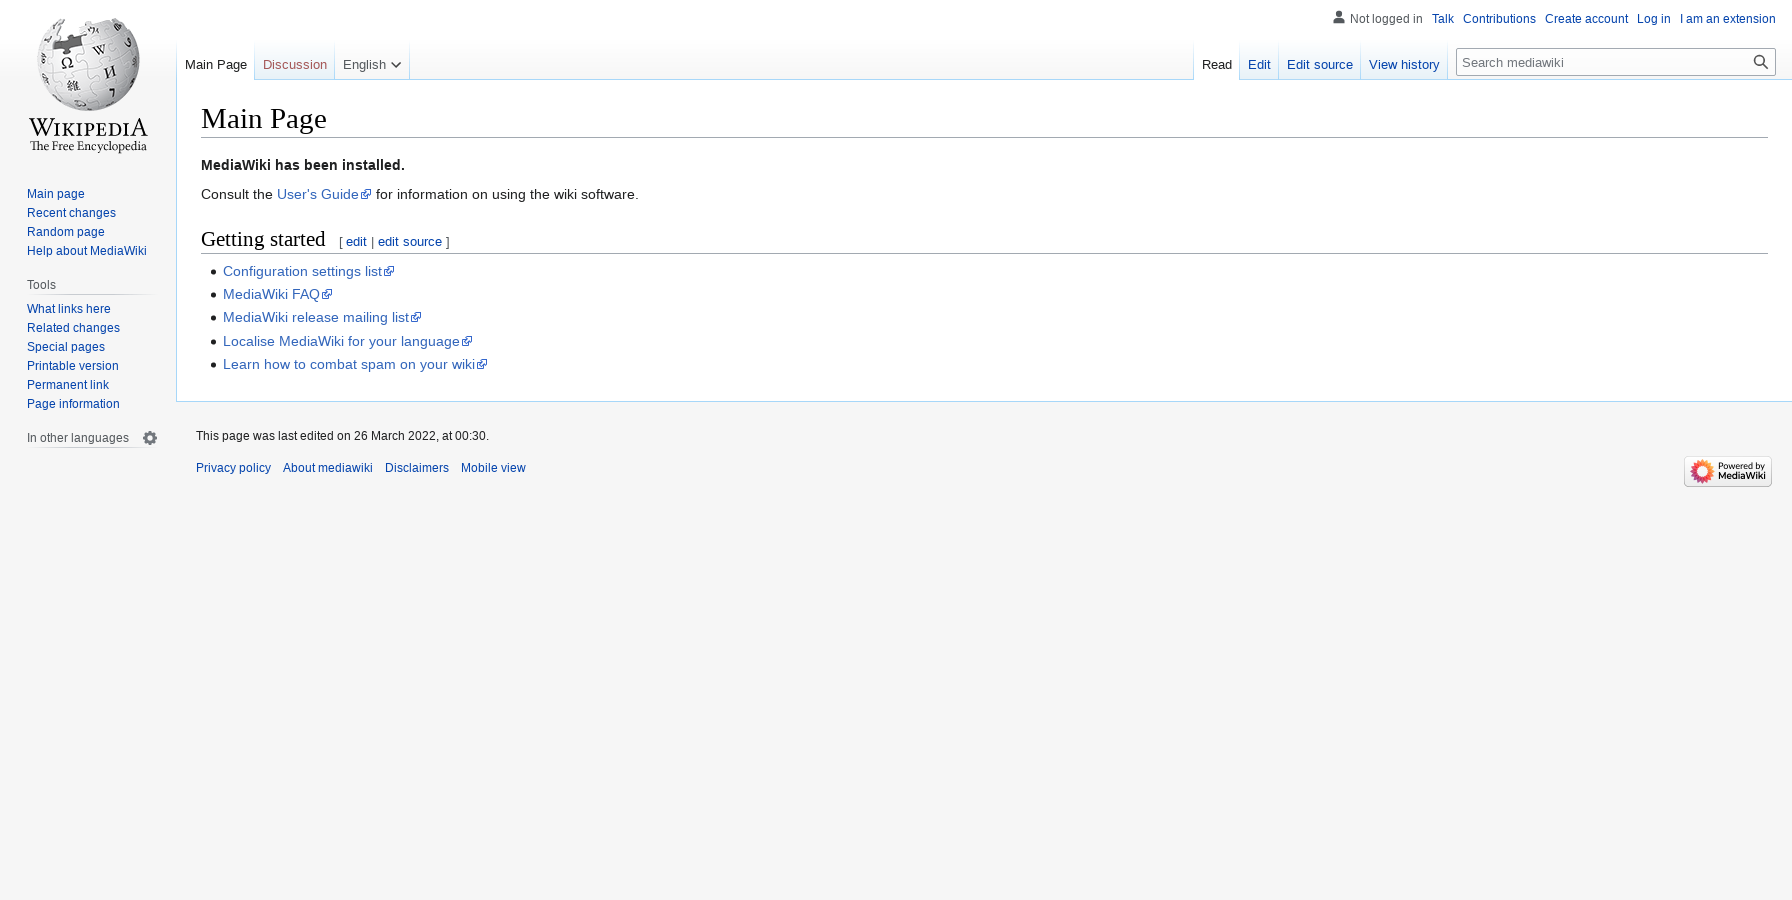 Not logged in Talk Contributions Create account Log in I am an extension
Main Page Discussion English Read Edit Edit source View history Search mediawiki
Ω W И 維
WIKIPEDIA
The Free Encyclopedia
Main page
Recent changes
Random page
Help about MediaWiki
Tools
What links here
Related changes
Special pages
Printable version
Permanent link
Page information
In other languages
Main Page
MediaWiki has been installed.
Consult the User's Guide for information on using the wiki software.
Getting started [ edit | edit source ]
Configuration settings list
MediaWiki FAQ
MediaWiki release mailing list
Localise MediaWiki for your language
Learn how to combat spam on your wiki
This page was last edited on 26 March 2022, at 00:30.
Privacy policy About mediawiki Disclaimers Mobile view
Powered by
MediaWiki